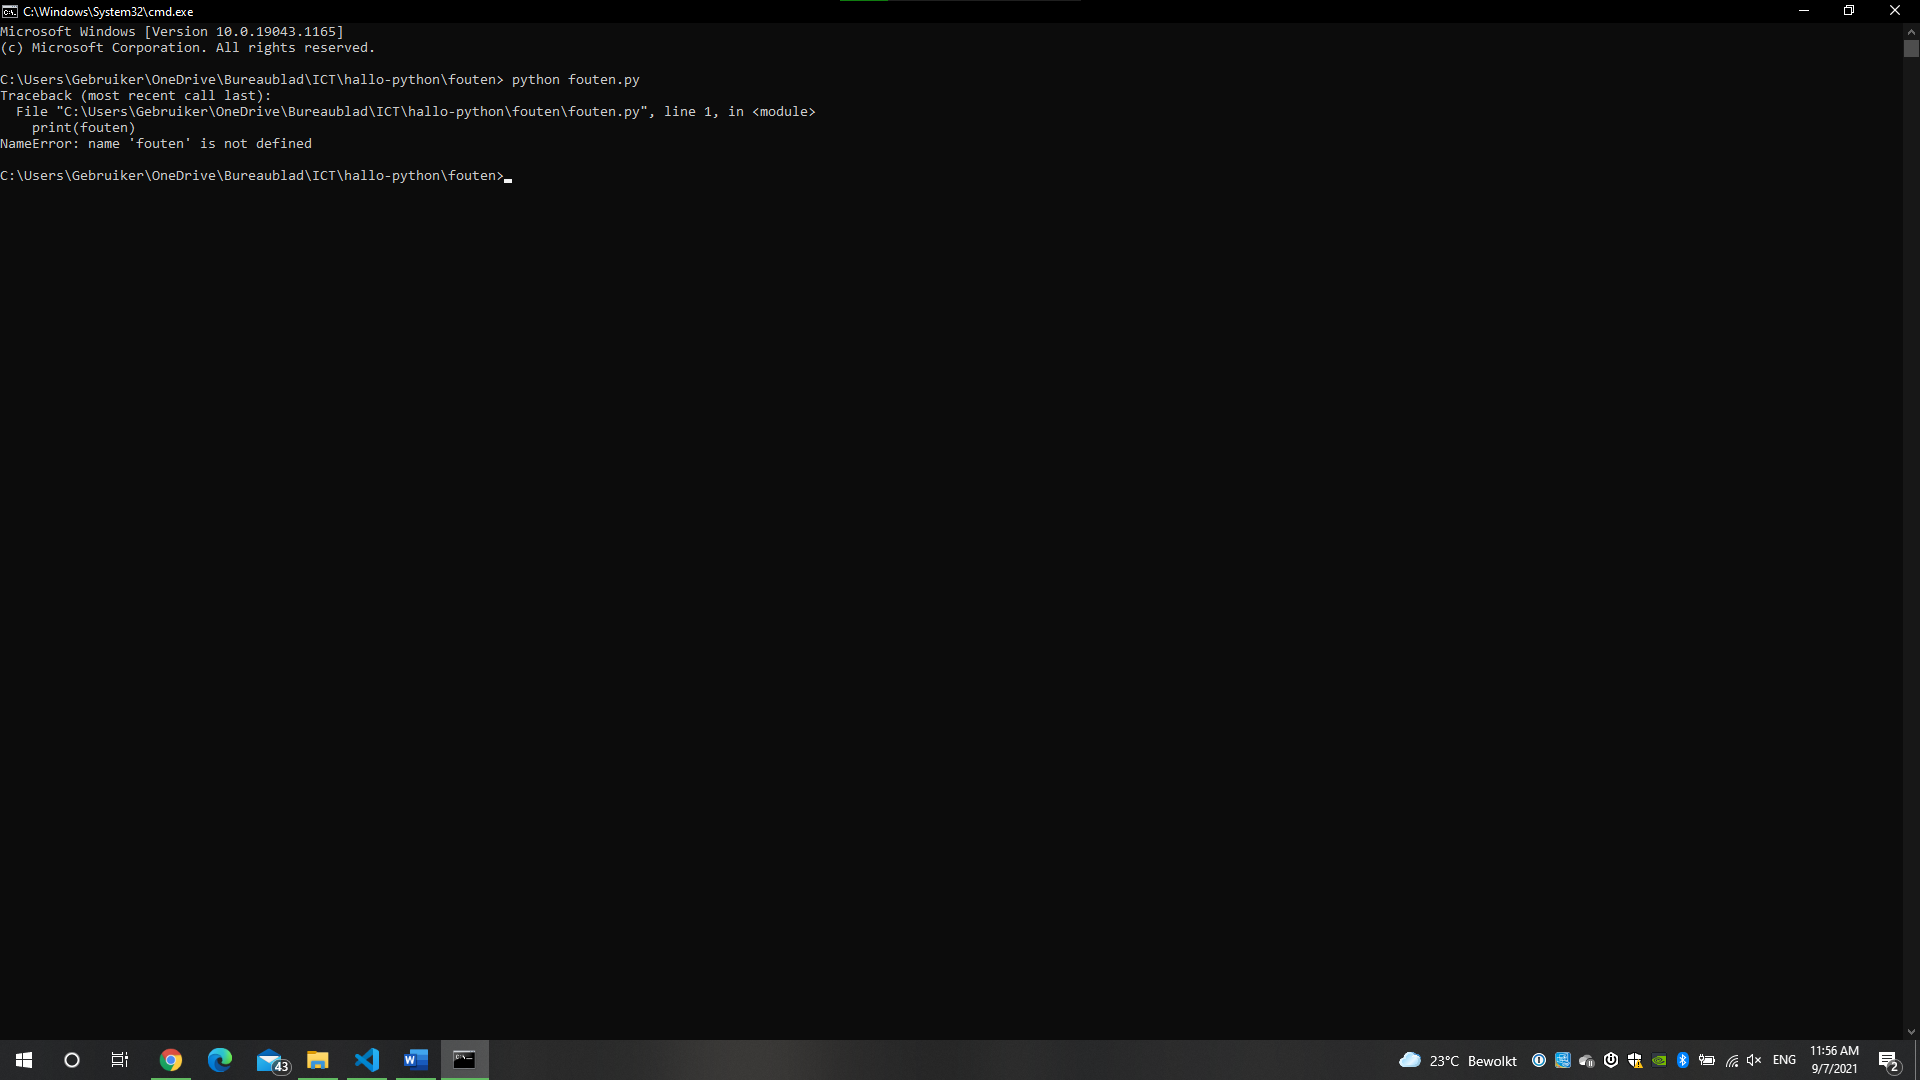 C:\Windows\System32\cmd.exe
Microsoft Windows [Version 10.0.19043.1165]
(c) Microsoft Corporation. All rights reserved.
C:\Users\Gebruiker\OneDrive\Bureaublad\ICT\hallo-python\fouten> python fouten.py
Traceback (most recent call last):
  File "C:\Users\Gebruiker\OneDrive\Bureaublad\ICT\hallo-python\fouten\fouten.py", line 1, in <module>
    print(fouten)
NameError: name 'fouten' is not defined
C:\Users\Gebruiker\OneDrive\Bureaublad\ICT\hallo-python\fouten>
43
23°C Bewolkt
ENG
11:56 AM
9/7/2021
2